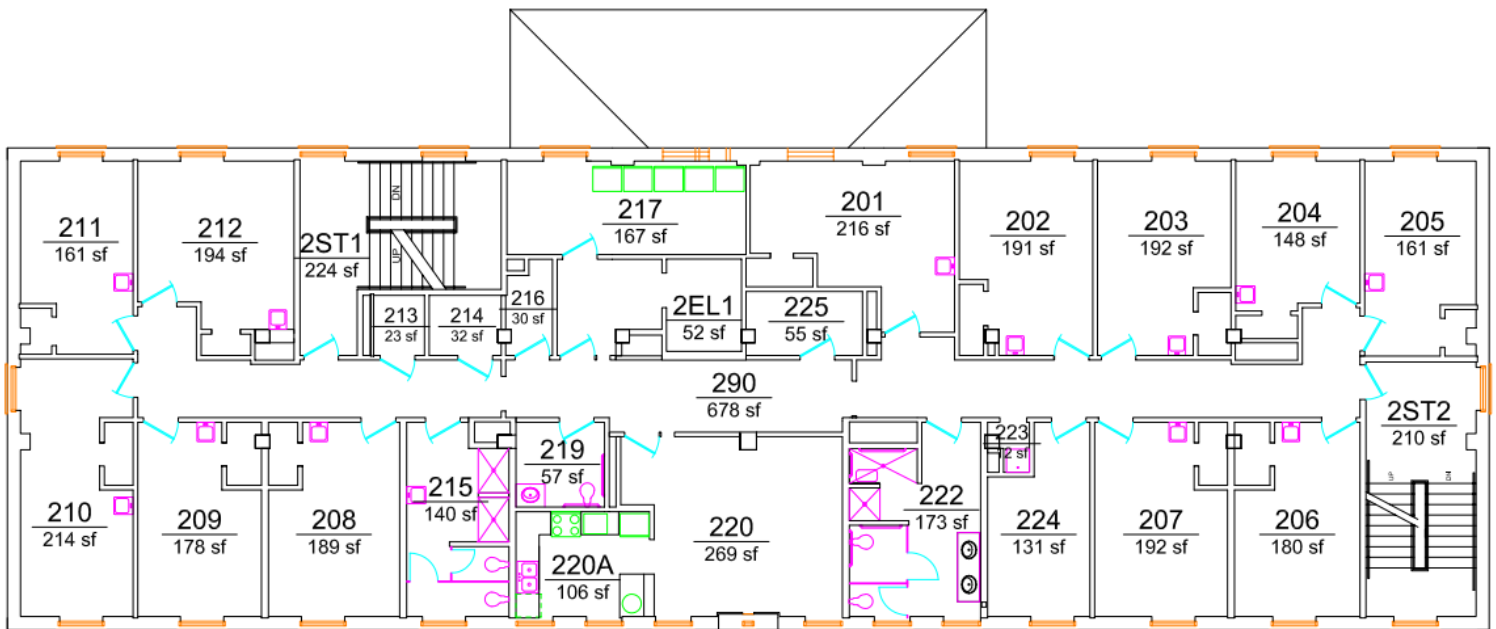 211
161 sf
212
194 sf
2ST1
224 sf
DN
UP
217
167 sf
201
216 sf
202
191 sf
203
192 sf
204
148 sf
205
161 sf
213
23 sf
214
32 sf
216
30 sf
2EL1
52 sf
225
55 sf
290
678 sf
2ST2
210 sf
UP
DN
210
214 sf
209
178 sf
208
189 sf
215
140 sf
219
57 sf
220A
106 sf
220
269 sf
222
173 sf
223
12 sf
224
131 sf
207
192 sf
206
180 sf